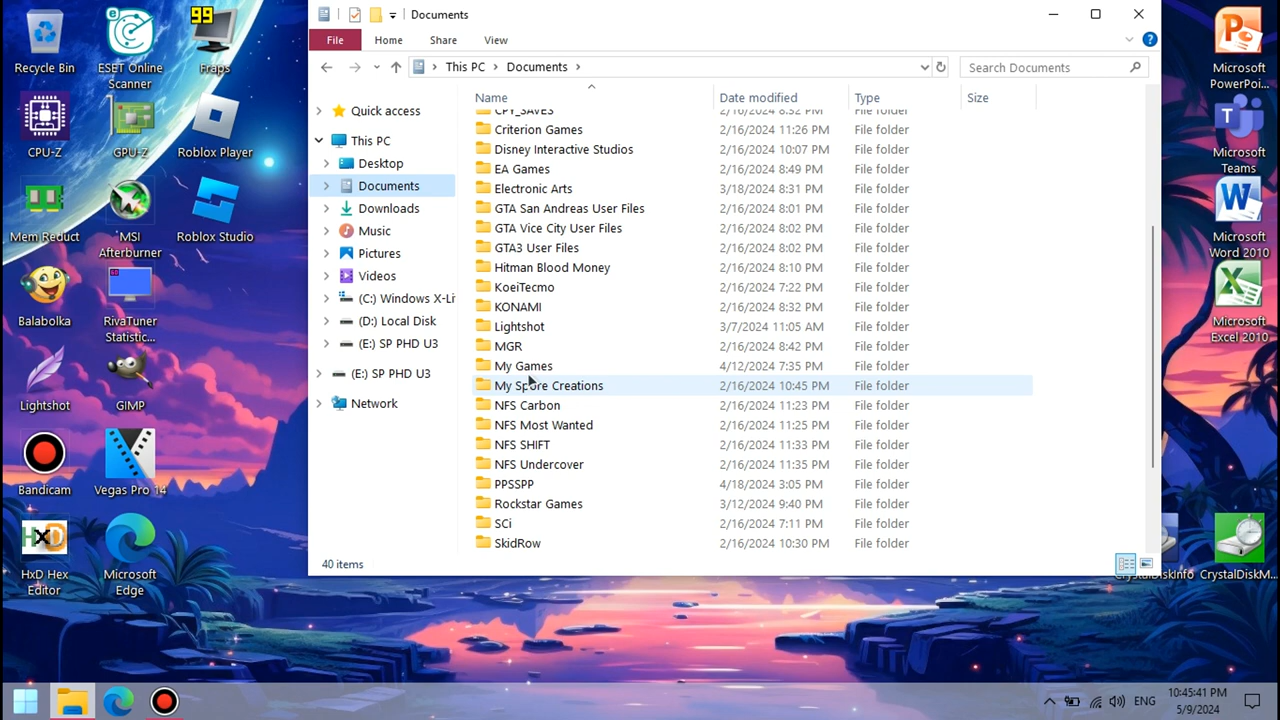 Recycle Bin
ESET Online
Scanner
99
Fraps
CPU-Z
GPU-Z
Roblox Player
Mem Reduct
MSI
Afterburner
Roblox Studio
Balabolka
RivaTuner
Statistic...
Lightshot
GIMP
Bandicam
Vegas Pro 14
HxD
HxD Hex
Editor
Microsoft
Edge
Documents
File
Home
Share
View
This PC
Documents
Search Documents
Quick access
This PC
Desktop
Documents
Downloads
Music
Pictures
Videos
(C:) Windows X-Li
(D:) Local Disk
(E:) SP PHD U3
(E:) SP PHD U3
Network
Name Date modified Type Size
CPY_SAVES 2/16/2024 8:32 PM File folder
Criterion Games 2/16/2024 11:26 PM File folder
Disney Interactive Studios 2/16/2024 10:07 PM File folder
EA Games 2/16/2024 8:49 PM File folder
Electronic Arts 3/18/2024 8:31 PM File folder
GTA San Andreas User Files 2/16/2024 8:01 PM File folder
GTA Vice City User Files 2/16/2024 8:02 PM File folder
GTA3 User Files 2/16/2024 8:02 PM File folder
Hitman Blood Money 2/16/2024 8:10 PM File folder
KoeiTecmo 2/16/2024 7:22 PM File folder
KONAMI 2/16/2024 8:32 PM File folder
Lightshot 3/7/2024 11:05 AM File folder
MGR 2/16/2024 8:42 PM File folder
My Games 4/12/2024 7:35 PM File folder
My Spore Creations 2/16/2024 10:45 PM File folder
NFS Carbon 2/16/2024 11:23 PM File folder
NFS Most Wanted 2/16/2024 11:25 PM File folder
NFS SHIFT 2/16/2024 11:33 PM File folder
NFS Undercover 2/16/2024 11:35 PM File folder
PPSSPP 4/18/2024 3:05 PM File folder
Rockstar Games 3/12/2024 9:40 PM File folder
SCi 2/16/2024 7:11 PM File folder
SkidRow 2/16/2024 10:30 PM File folder
40 items
Microsoft
PowerPoi...
Microsoft
Teams
Microsoft
Word 2010
Microsoft
Excel 2010
CrystalDiskInfo
CrystalDiskM...
ENG
10:45:41 PM
5/9/2024